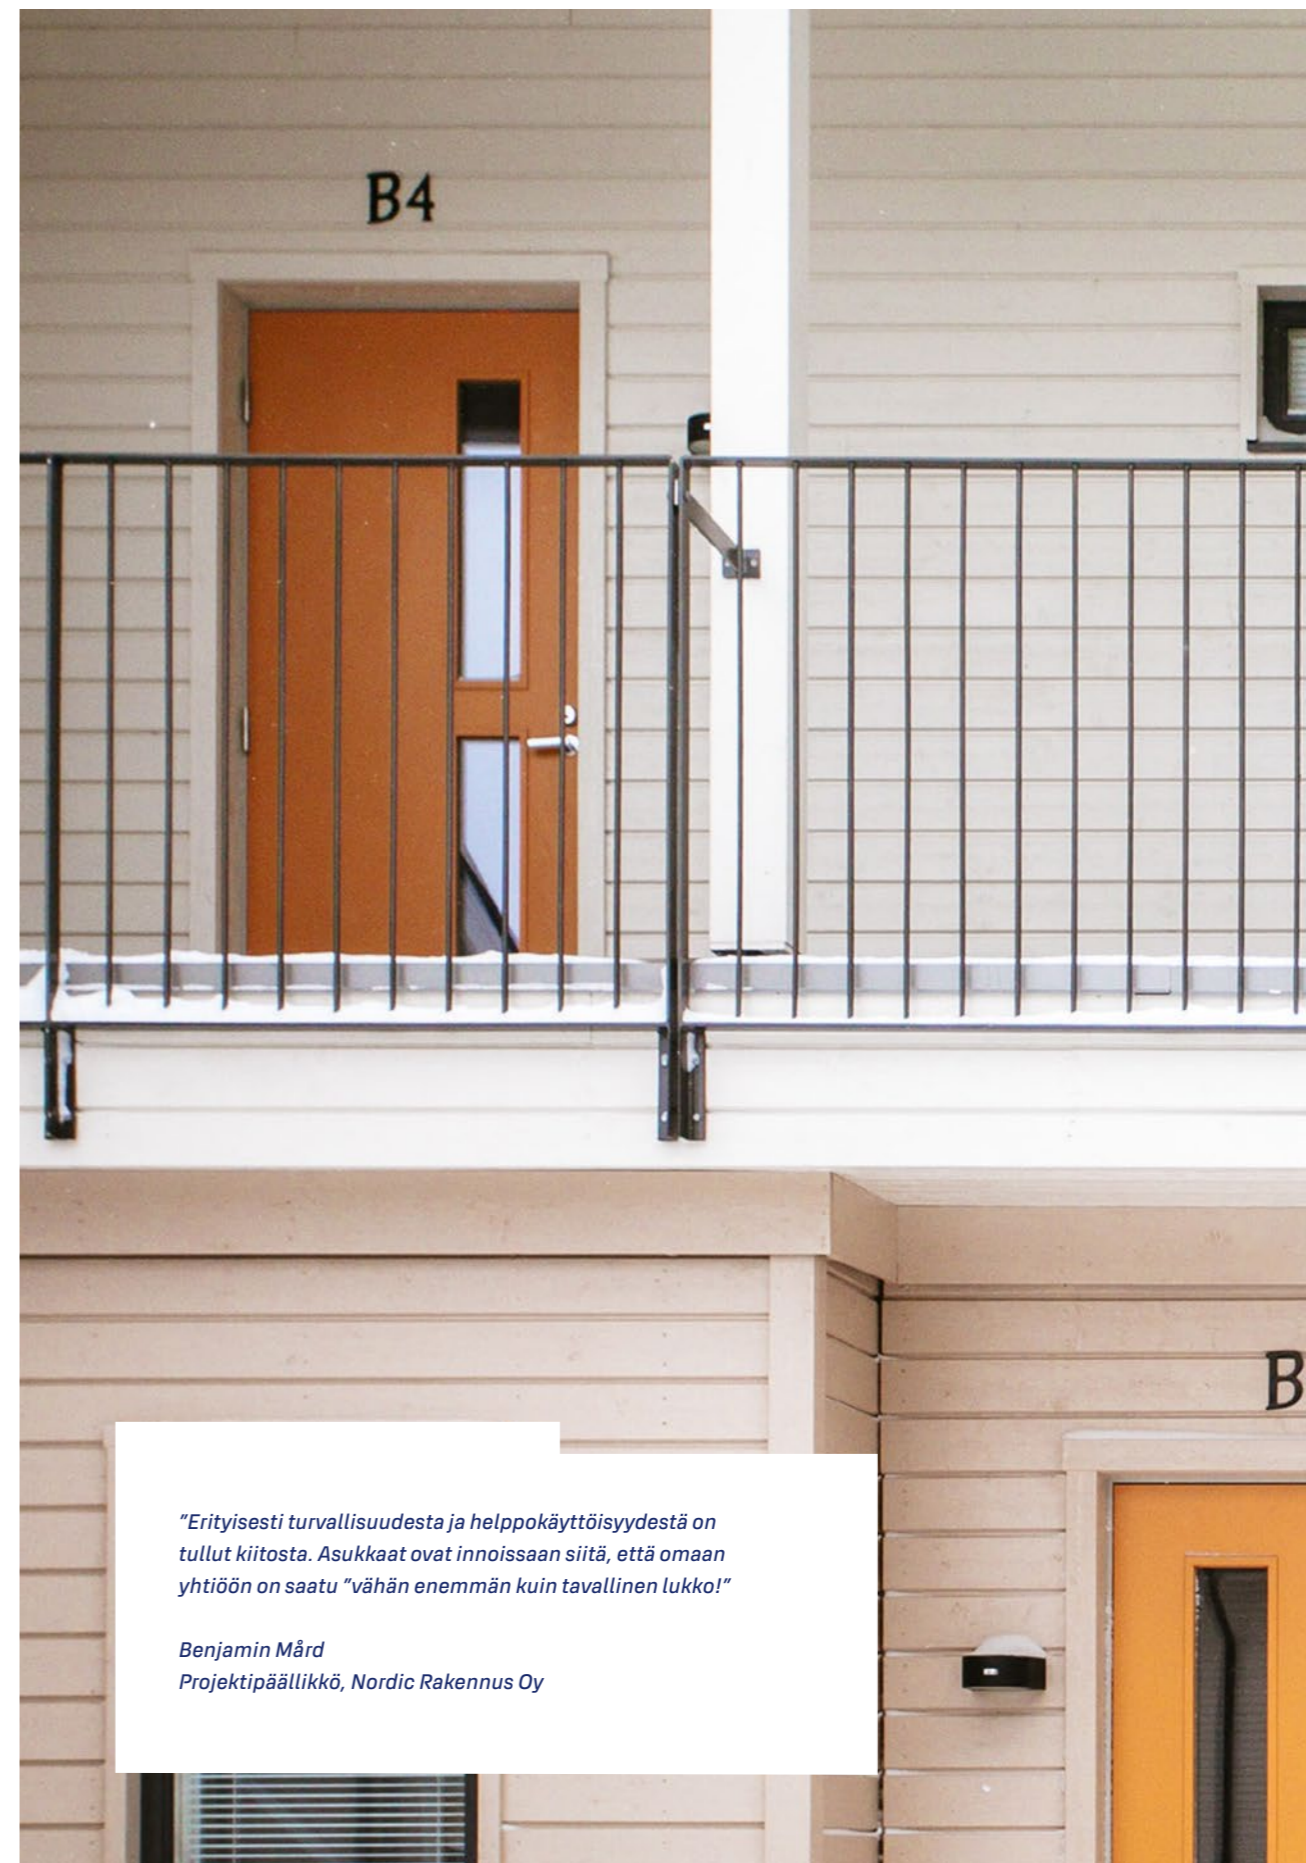 B4
B
”Erityisesti turvallisuudesta ja helppokäyttöisyydestä on
tullut kiitosta. Asukkaat ovat innoissaan siitä, että omaan
yhtiöön on saatu ”vähän enemmän kuin tavallinen lukko!”
Benjamin Mård
Projektipäällikkö, Nordic Rakennus Oy